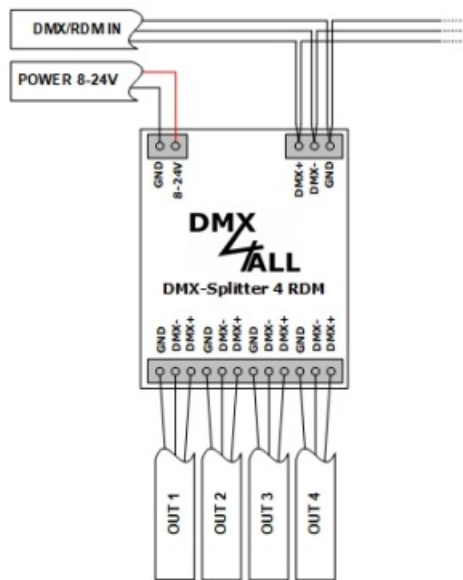 DMX/RDM IN
POWER 8-24V
GND
8-24V
DMX+
DMX-
GND
DMX
4
ALL
DMX-Splitter 4 RDM
GND
DMX-
DMX+
GND
DMX-
DMX+
GND
DMX-
DMX+
GND
DMX-
DMX+
OUT 1
OUT 2
OUT 3
OUT 4